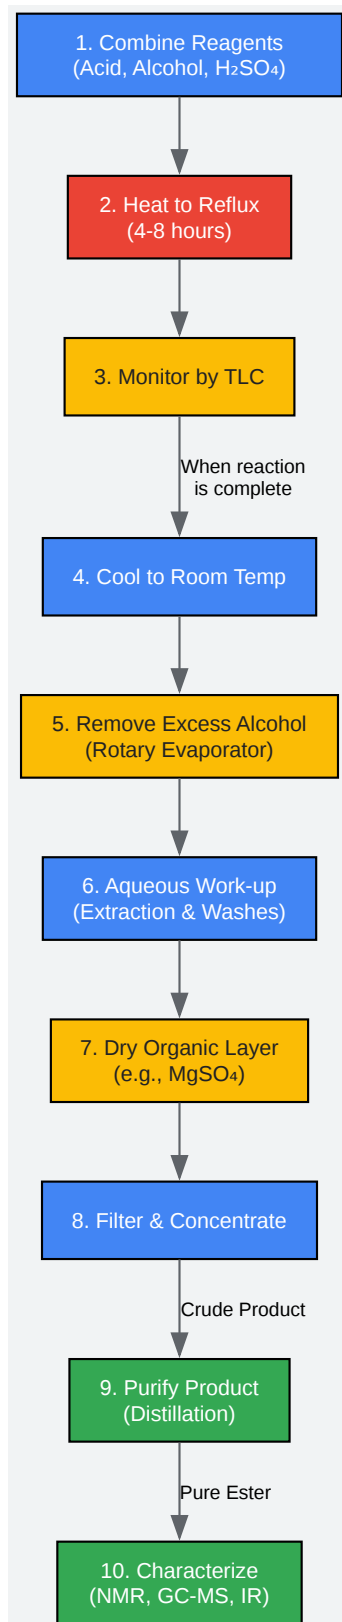 1. Combine Reagents
(Acid, Alcohol, H₂SO₄)
2. Heat to Reflux
(4-8 hours)
3. Monitor by TLC
When reaction
is complete
4. Cool to Room Temp
5. Remove Excess Alcohol
(Rotary Evaporator)
6. Aqueous Work-up
(Extraction & Washes)
7. Dry Organic Layer
(e.g., MgSO₄)
8. Filter & Concentrate
Crude Product
9. Purify Product
(Distillation)
Pure Ester
10. Characterize
(NMR, GC-MS, IR)